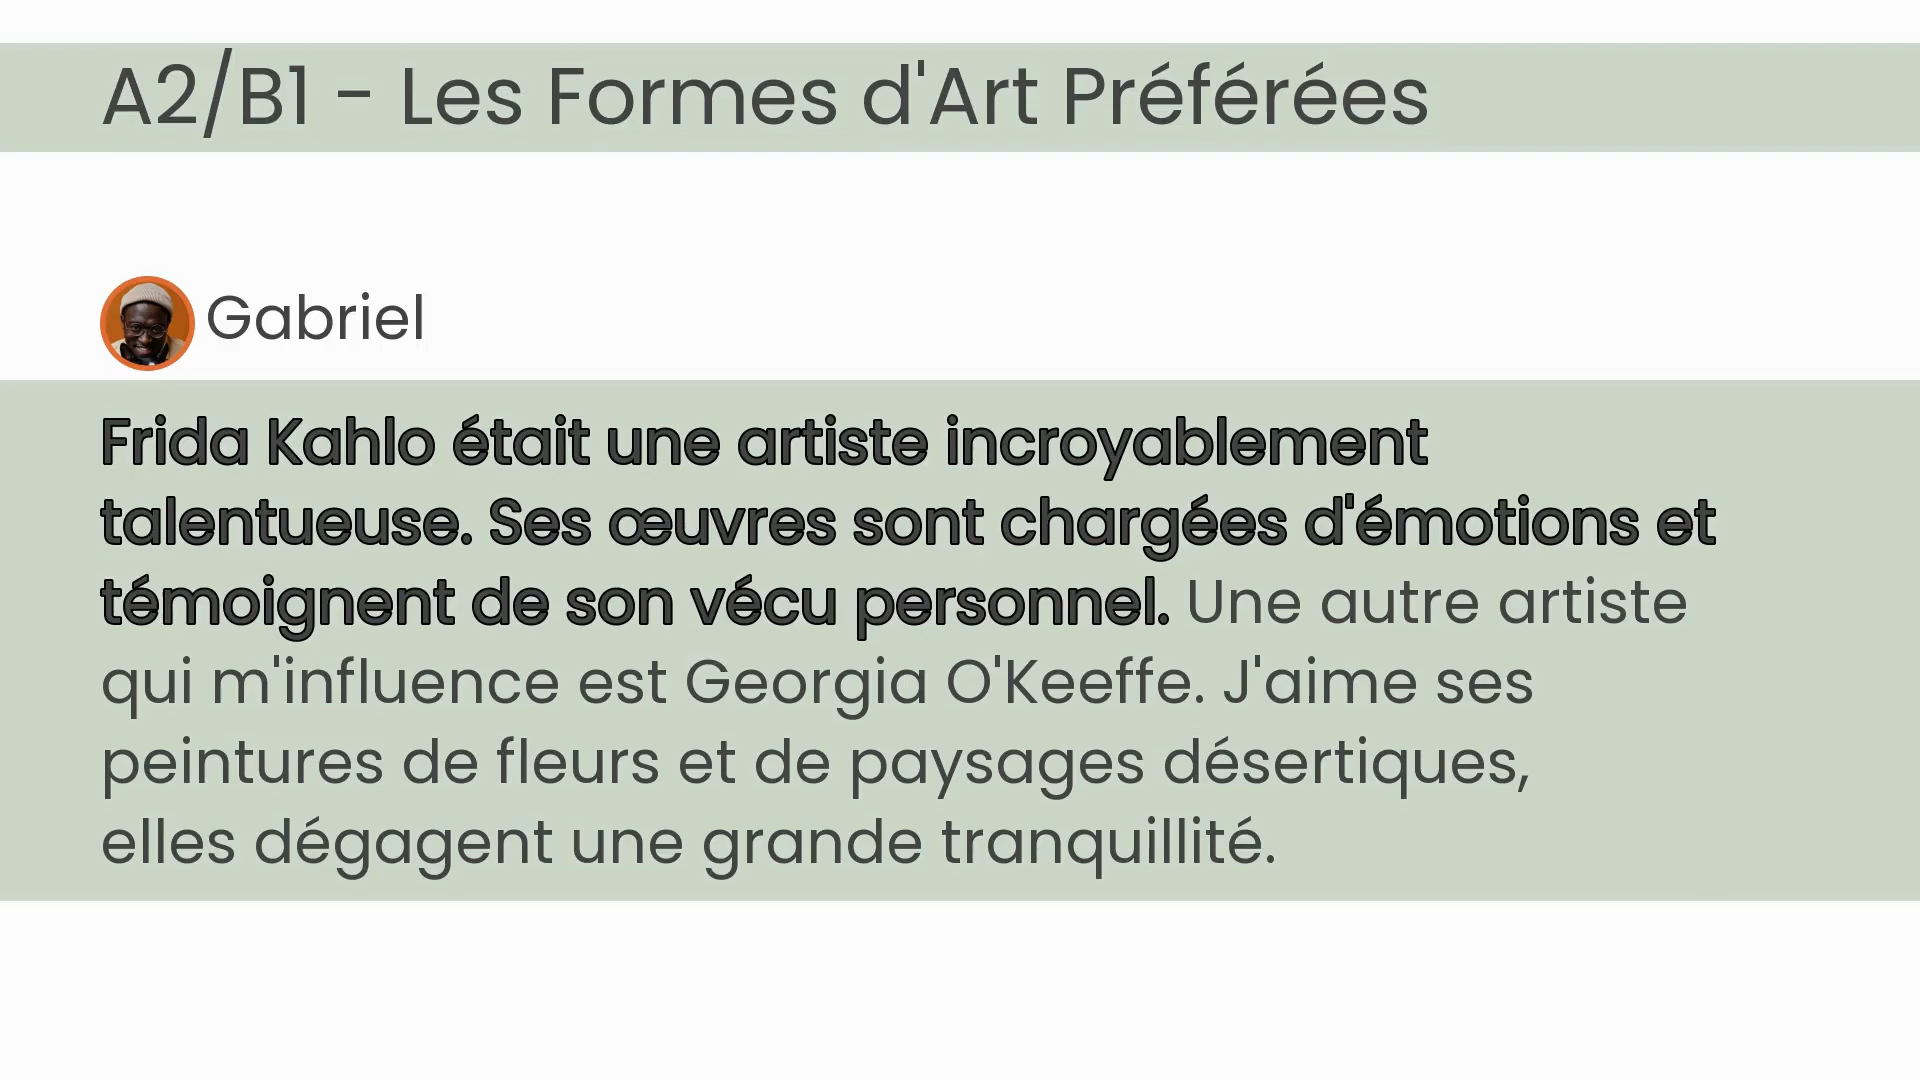 A2/B1 - Les Formes d'Art Préférées
Gabriel
Frida Kahlo était une artiste incroyablement
talentueuse. Ses œuvres sont chargées d'émotions et
témoignent de son vécu personnel. Une autre artiste
qui m'influence est Georgia O'Keeffe. J'aime ses
peintures de fleurs et de paysages désertiques,
elles dégagent une grande tranquillité.